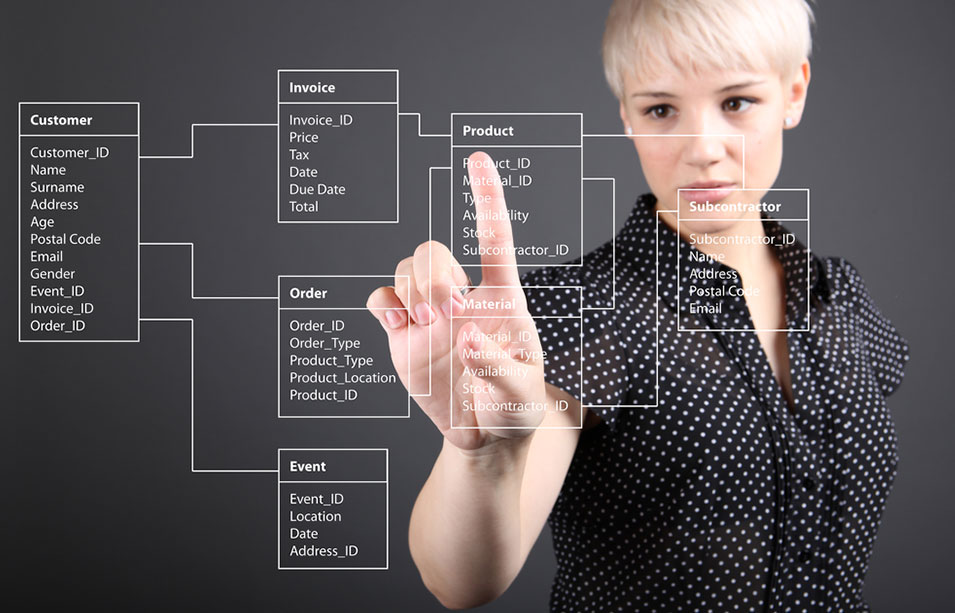 Customer
Customer_ID
Name
Surname
Address
Age
Postal Code
Email
Gender
Event_ID
Invoice_ID
Order_ID
Invoice
Invoice_ID
Price
Tax
Date
Due Date
Total
Order
Order_ID
Order_Type
Product_Type
Product_Location
Product_ID
Event
Event_ID
Location
Date
Address_ID
Product
Product_ID
Material_ID
Type
Availability
Stock
Subcontractor_ID
Material
Material_ID
Material_Type
Availability
Stock
Subcontractor_ID
Subcontractor
Subcontractor_ID
Name
Address
Postal Code
Email